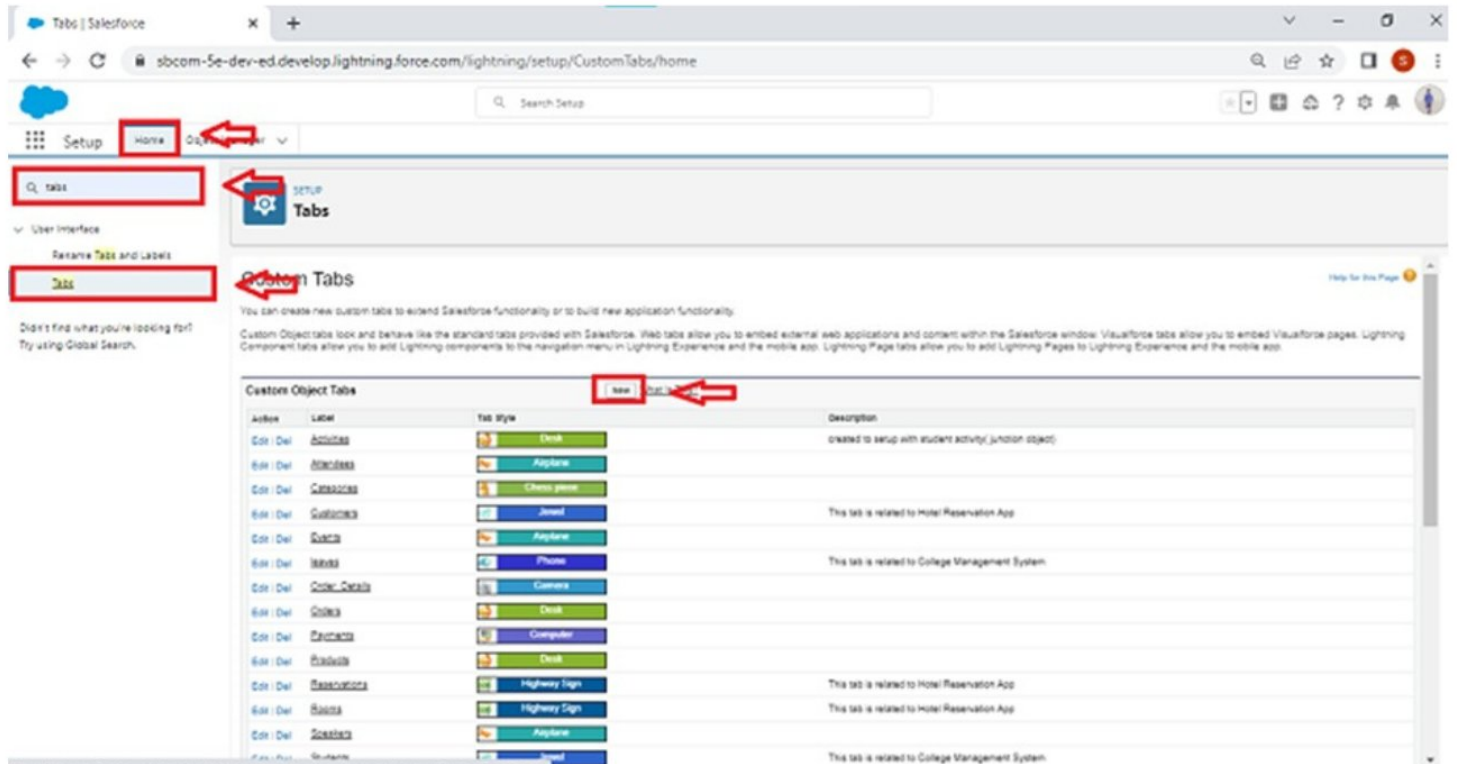 Tabs | Salesforce
sbcom-5e-dev-ed.develop.lightning.force.com/lightning/setup/CustomTabs/home
S
Search Setup
Setup Home
tabs
SETUP
Tabs
User Interface
Rename Tabs and Labels
Tabs
Didn't find what you're looking for?
Try using Global Search.
Custom Tabs
Help for this Page
You can create new custom tabs to extend Salesforce functionality or to build new application functionality.
Custom Object tabs look and behave like the standard tabs provided with Salesforce. Web tabs allow you to embed external web applications and content within the Salesforce window. Visualforce tabs allow you to embed Visualforce pages. Lightning
Component tabs allow you to add Lightning components to the navigation menu in Lightning Experience and the mobile app. Lightning Page tabs allow you to add Lightning Pages to Lightning Experience and the mobile app.
Custom Object Tabs New What Is
Action Label Tab Style Description
Edit | Del Activities Desk created to setup with student activity( junction object)
Edit | Del Attendees Airplane
Edit | Del Categories Chess piece
Edit | Del Customers Jewel This tab is related to Hotel Reservation App
Edit | Del Events Airplane
Edit | Del leaves Phone This tab is related to College Management System
Edit | Del Order Details Camera
Edit | Del Orders Desk
Edit | Del Payments Computer
Edit | Del Products Desk
Edit | Del Reservations Highway Sign This tab is related to Hotel Reservation App
Edit | Del Rooms Highway Sign This tab is related to Hotel Reservation App
Edit | Del Speakers Airplane
Edit | Del Students Jewel This tab is related to College Management System